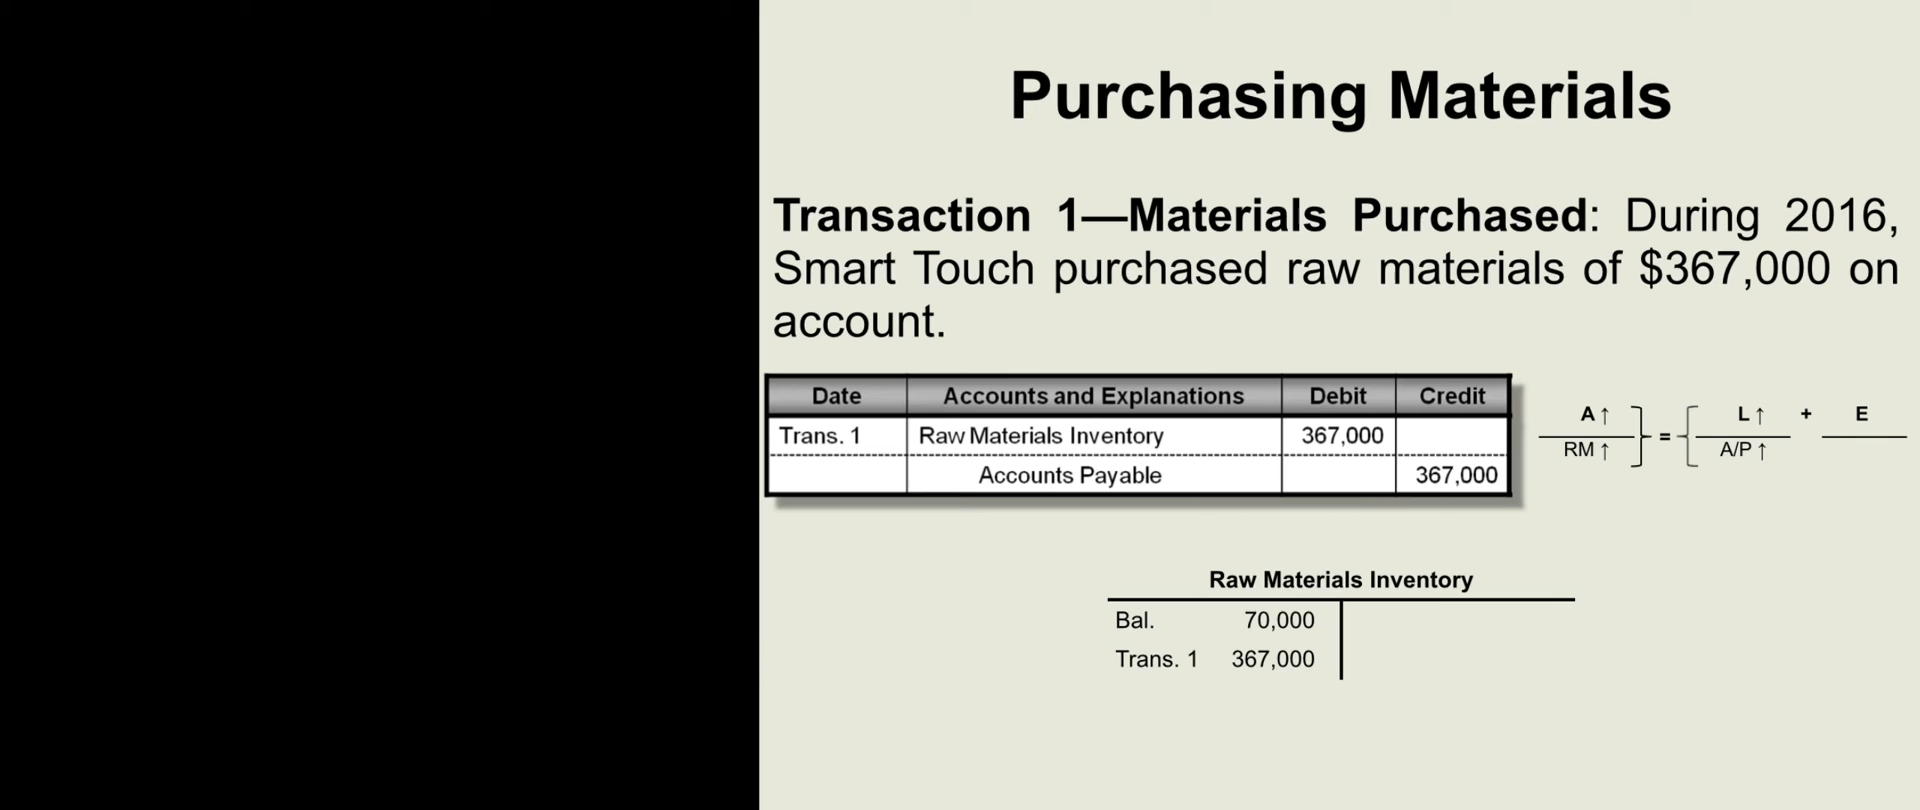 Purchasing Materials
Transaction 1—Materials Purchased: During 2016,
Smart Touch purchased raw materials of $367,000 on
account.
Date Accounts and Explanations Debit Credit
Trans. 1 Raw Materials Inventory 367,000
Accounts Payable 367,000
A↑ = L↑ + E
RM↑ A/P↑
Raw Materials Inventory
Bal. 70,000
Trans. 1 367,000